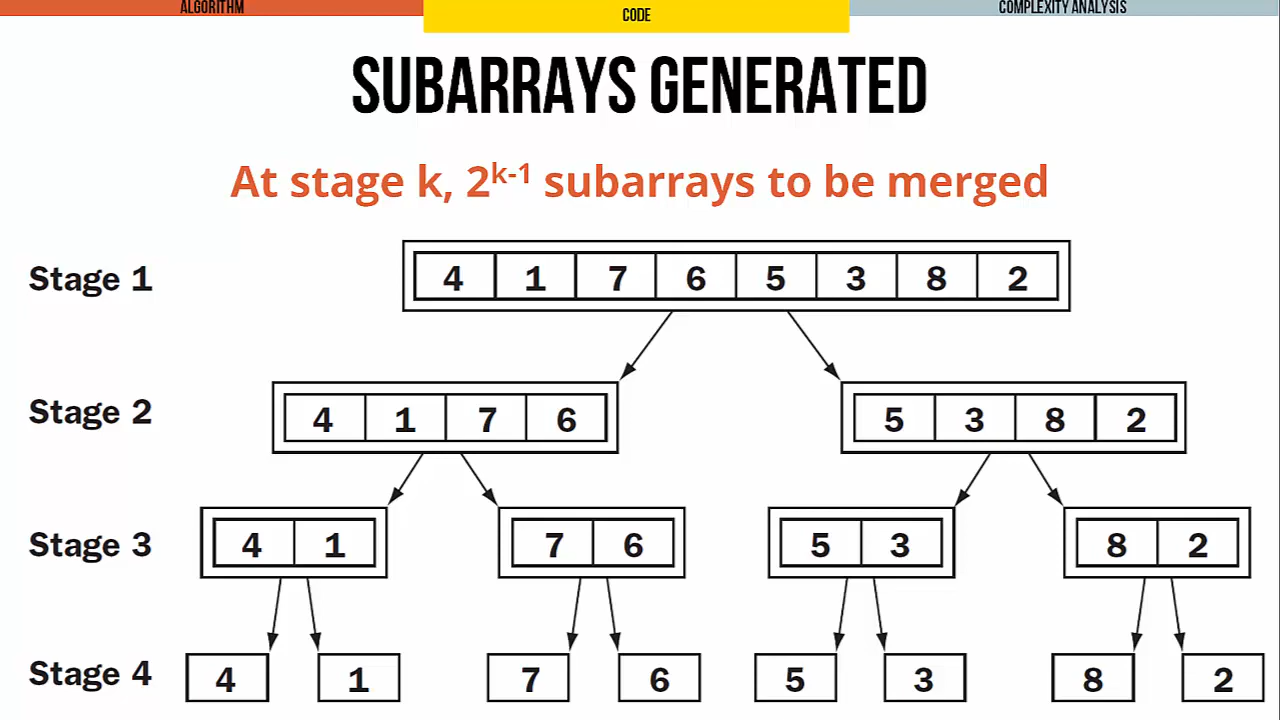 ALGORITHM CODE COMPLEXITY ANALYSIS
SUBARRAYS GENERATED
At stage k, 2^k-1 subarrays to be merged
Stage 1 4 1 7 6 5 3 8 2
Stage 2 4 1 7 6 5 3 8 2
Stage 3 4 1 7 6 5 3 8 2
Stage 4 4 1 7 6 5 3 8 2